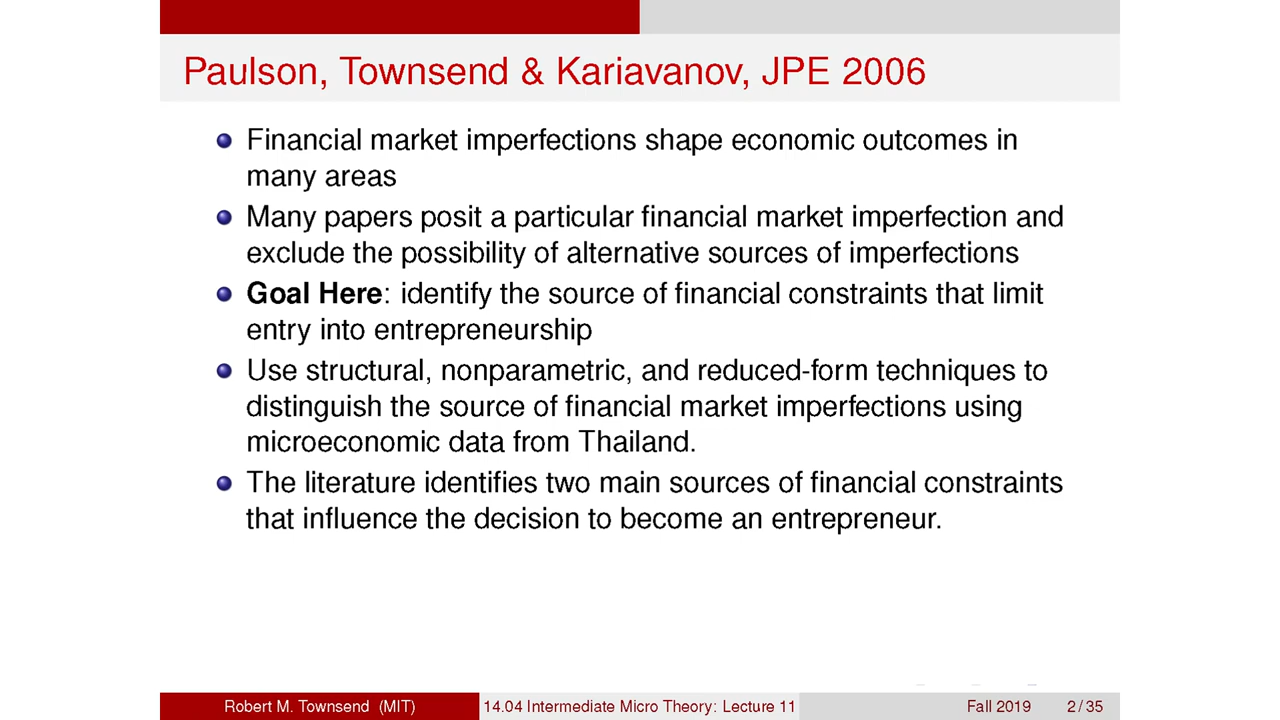 Paulson, Townsend & Kariavanov, JPE 2006
Financial market imperfections shape economic outcomes in
many areas
Many papers posit a particular financial market imperfection and
exclude the possibility of alternative sources of imperfections
Goal Here: identify the source of financial constraints that limit
entry into entrepreneurship
Use structural, nonparametric, and reduced-form techniques to
distinguish the source of financial market imperfections using
microeconomic data from Thailand.
The literature identifies two main sources of financial constraints
that influence the decision to become an entrepreneur.
Robert M. Townsend (MIT) 14.04 Intermediate Micro Theory: Lecture 11 Fall 2019 2 / 35